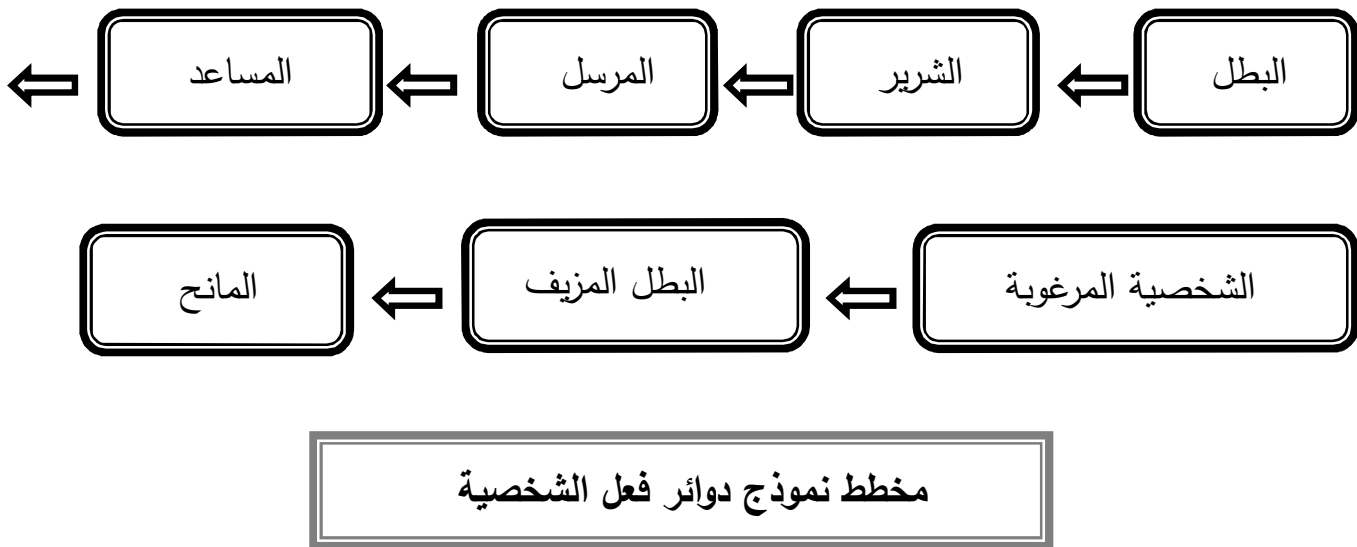 البطل
الشرير
المرسل
المساعد
الشخصية المرغوبة
البطل المزيف
المانح
مخطط نموذج دوائر فعل الشخصية